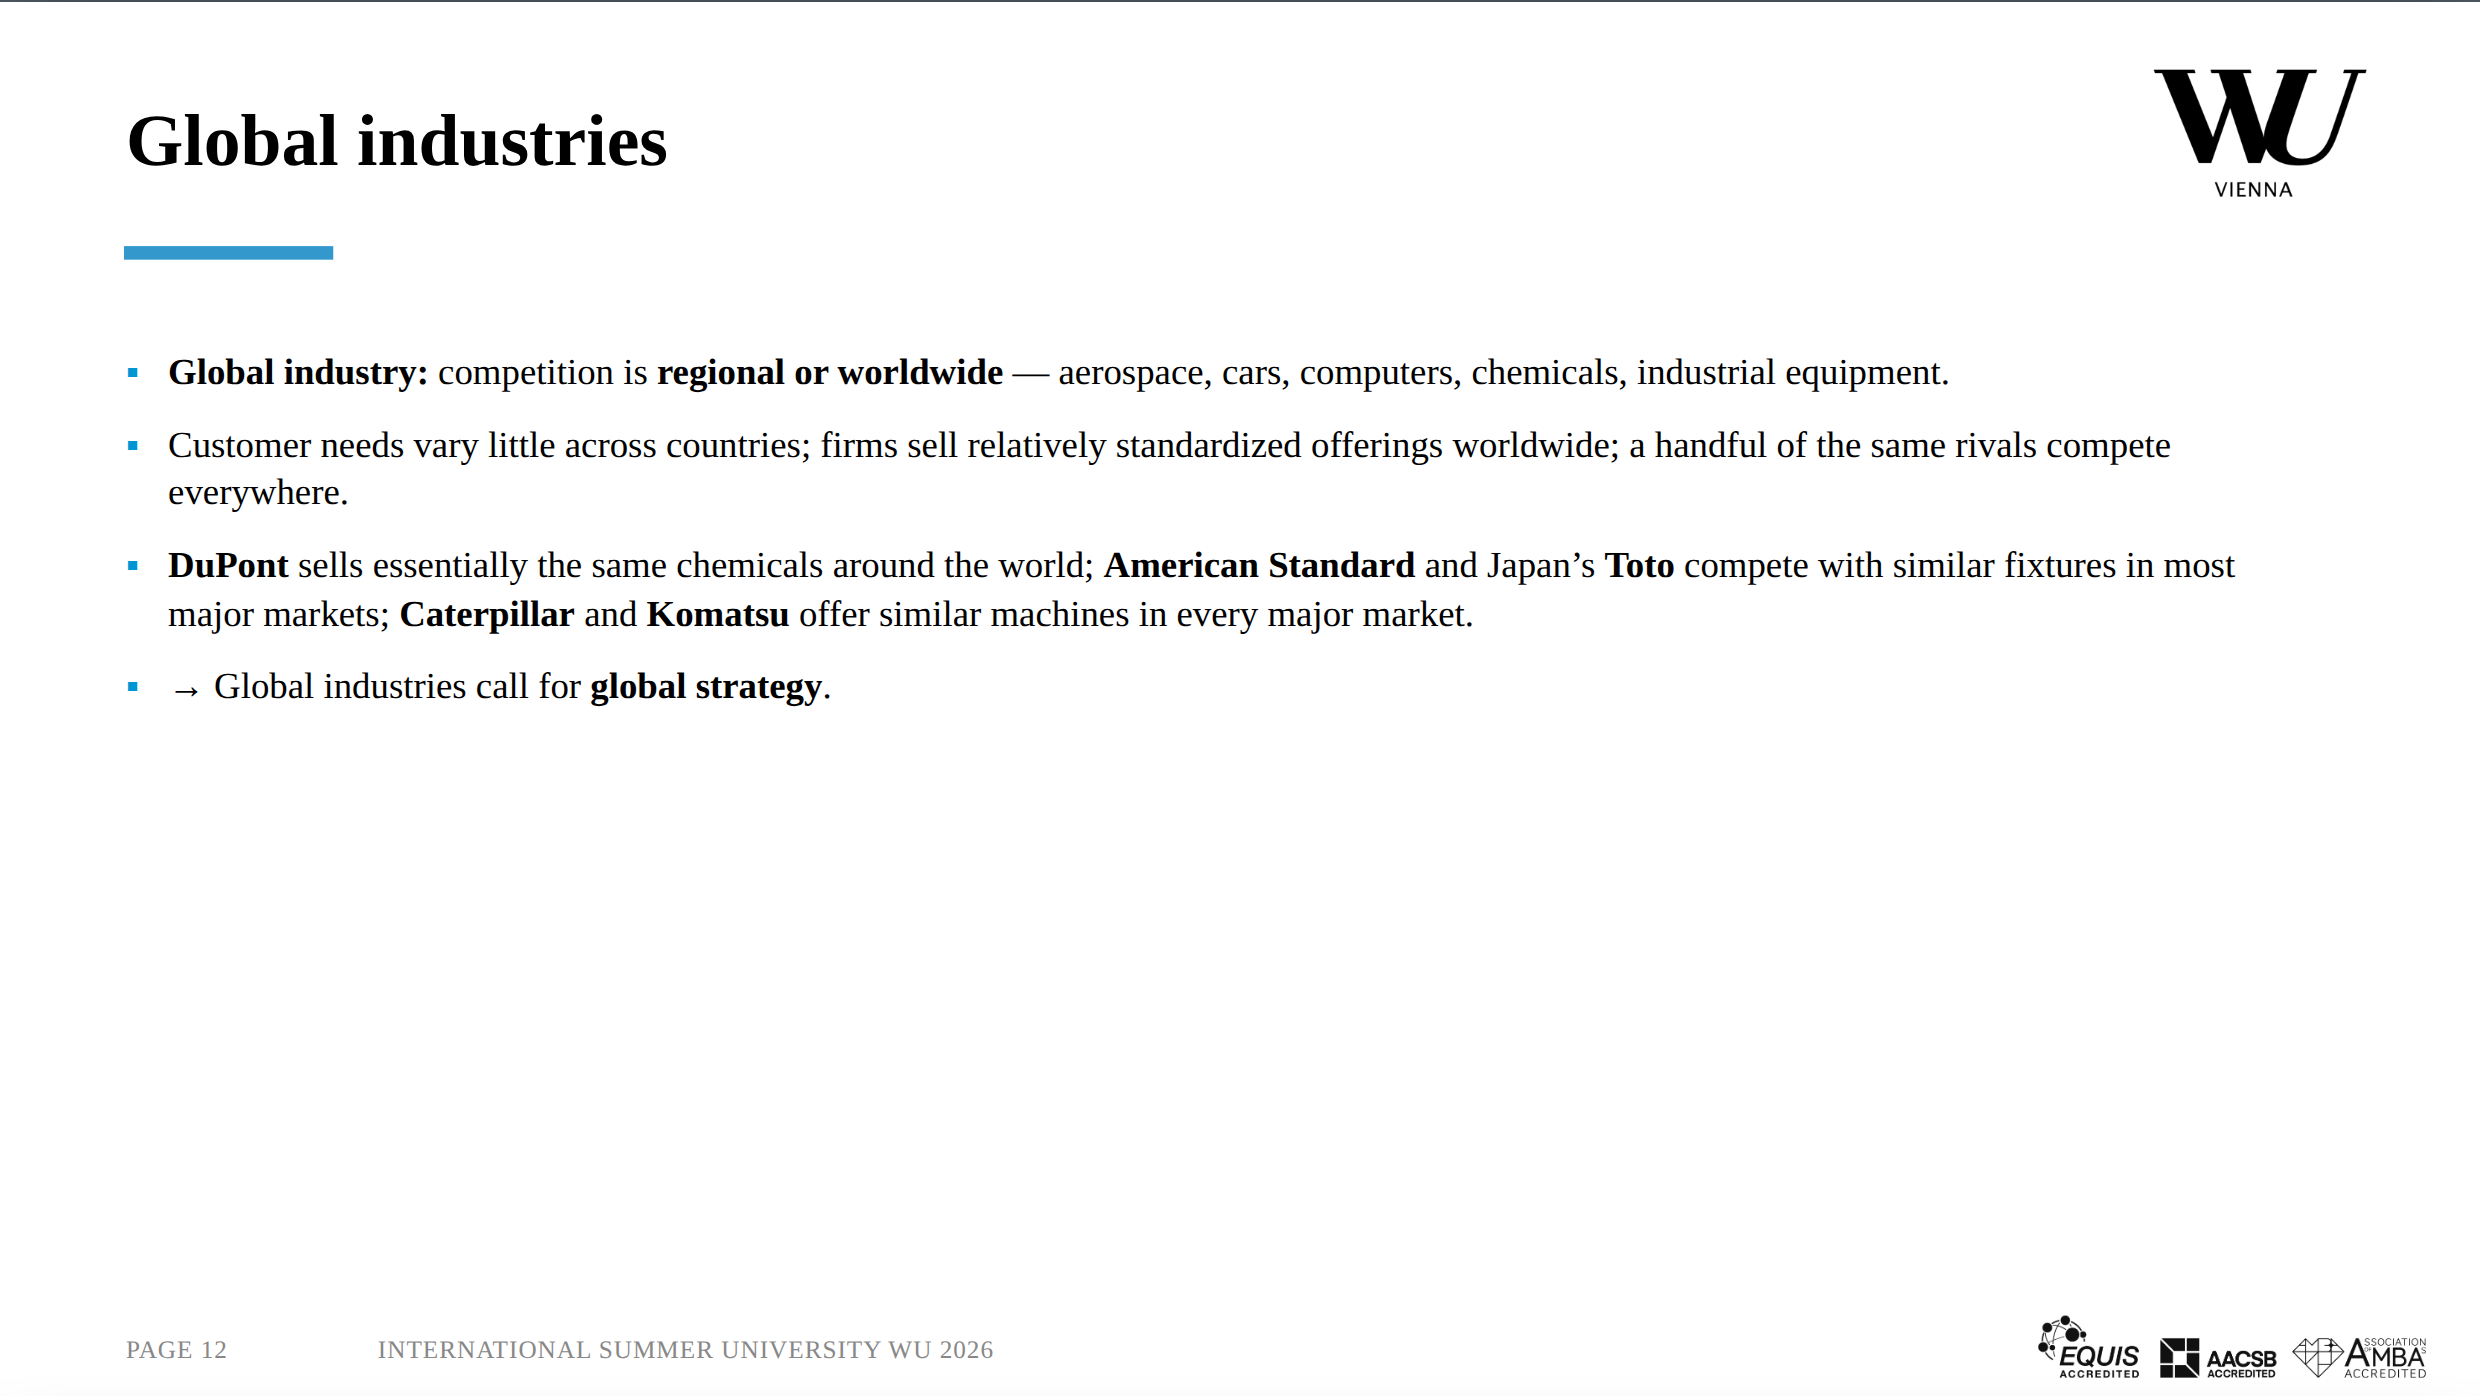 Global industries
WU
VIENNA
▪ Global industry: competition is regional or worldwide — aerospace, cars, computers, chemicals, industrial equipment.
▪ Customer needs vary little across countries; firms sell relatively standardized offerings worldwide; a handful of the same rivals compete
everywhere.
▪ DuPont sells essentially the same chemicals around the world; American Standard and Japan’s Toto compete with similar fixtures in most
major markets; Caterpillar and Komatsu offer similar machines in every major market.
▪ → Global industries call for global strategy.
PAGE 12 INTERNATIONAL SUMMER UNIVERSITY WU 2026
EQUIS
ACCREDITED
AACSB
ACCREDITED
ASSOCIATION
OF MBAS
ACCREDITED